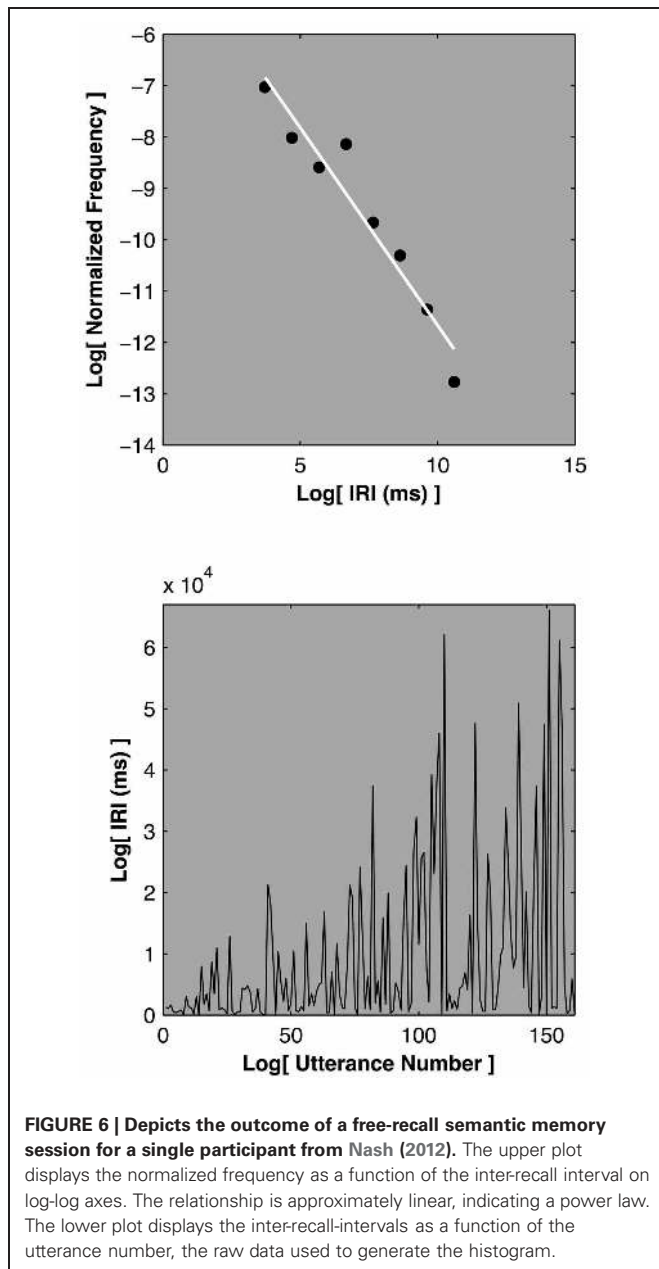 −6
−7
−8
−9
−10
−11
−12
−13
−14
Log[ Normalized Frequency ]
0
5
10
15
Log[ IRI (ms) ]
x 10^4
6
5
4
3
2
1
0
Log[ IRI (ms) ]
0
50
100
150
Log[ Utterance Number ]
FIGURE 6 | Depicts the outcome of a free-recall semantic memory
session for a single participant from Nash (2012). The upper plot
displays the normalized frequency as a function of the inter-recall interval on
log-log axes. The relationship is approximately linear, indicating a power law.
The lower plot displays the inter-recall-intervals as a function of the
utterance number, the raw data used to generate the histogram.